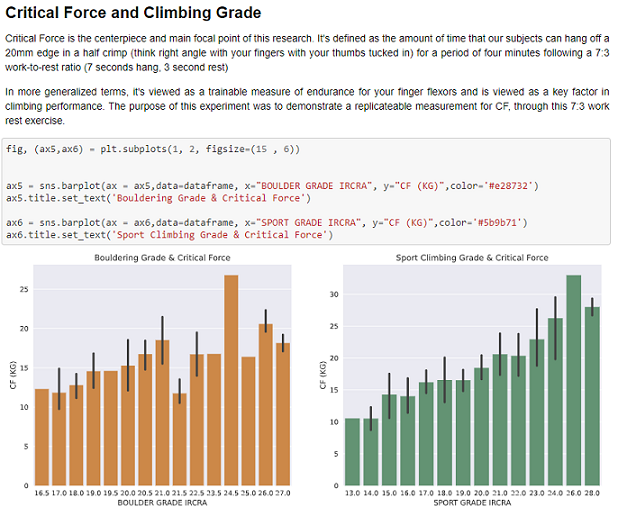 Critical Force and Climbing Grade
Critical Force is the centerpiece and main focal point of this research. It's defined as the amount of time that our subjects can hang off a
20mm edge in a half crimp (think right angle with your fingers with your thumbs tucked in) for a period of four minutes following a 7:3
work-to-rest ratio (7 seconds hang, 3 second rest)
In more generalized terms, it's viewed as a trainable measure of endurance for your finger flexors and is viewed as a key factor in
climbing performance. The purpose of this experiment was to demonstrate a replicateable measurement for CF, through this 7:3 work
rest exercise.
fig, (ax5,ax6) = plt.subplots(1, 2, figsize=(15 , 6))
ax5 = sns.barplot(ax = ax5,data=dataframe, x="BOULDER GRADE IRCRA", y="CF (KG)",color='#e28732')
ax5.title.set_text('Bouldering Grade & Critical Force')
ax6 = sns.barplot(ax = ax6,data=dataframe, x="SPORT GRADE IRCRA", y="CF (KG)",color='#5b9b71')
ax6.title.set_text('Sport Climbing Grade & Critical Force')
Bouldering Grade & Critical Force
25
20
15
10
5
0
CF (KG)
16.5 17.0 18.0 19.0 19.5 20.0 20.5 21.0 21.5 22.5 23.5 24.5 25.0 26.0 27.0
BOULDER GRADE IRCRA
Sport Climbing Grade & Critical Force
30
25
20
15
10
5
0
CF (KG)
13.0 14.0 15.0 16.0 17.0 18.0 19.0 20.0 21.0 22.0 23.0 24.0 26.0 28.0
SPORT GRADE IRCRA